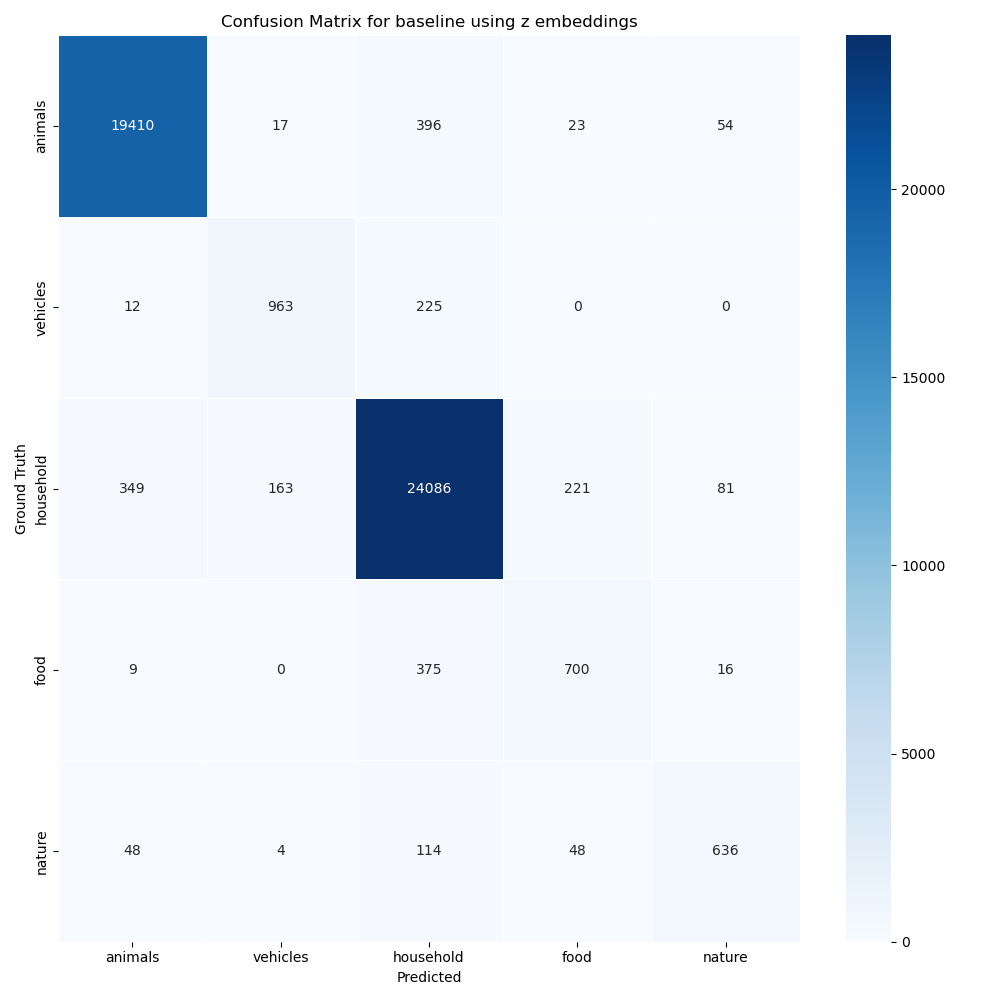 Confusion Matrix for baseline using z embeddings
animals
19410 17 396 23 54
vehicles
12 963 225 0 0
Ground Truth
household
349 163 24086 221 81
food
9 0 375 700 16
nature
48 4 114 48 636
animals vehicles household food nature
Predicted
20000
15000
10000
5000
0